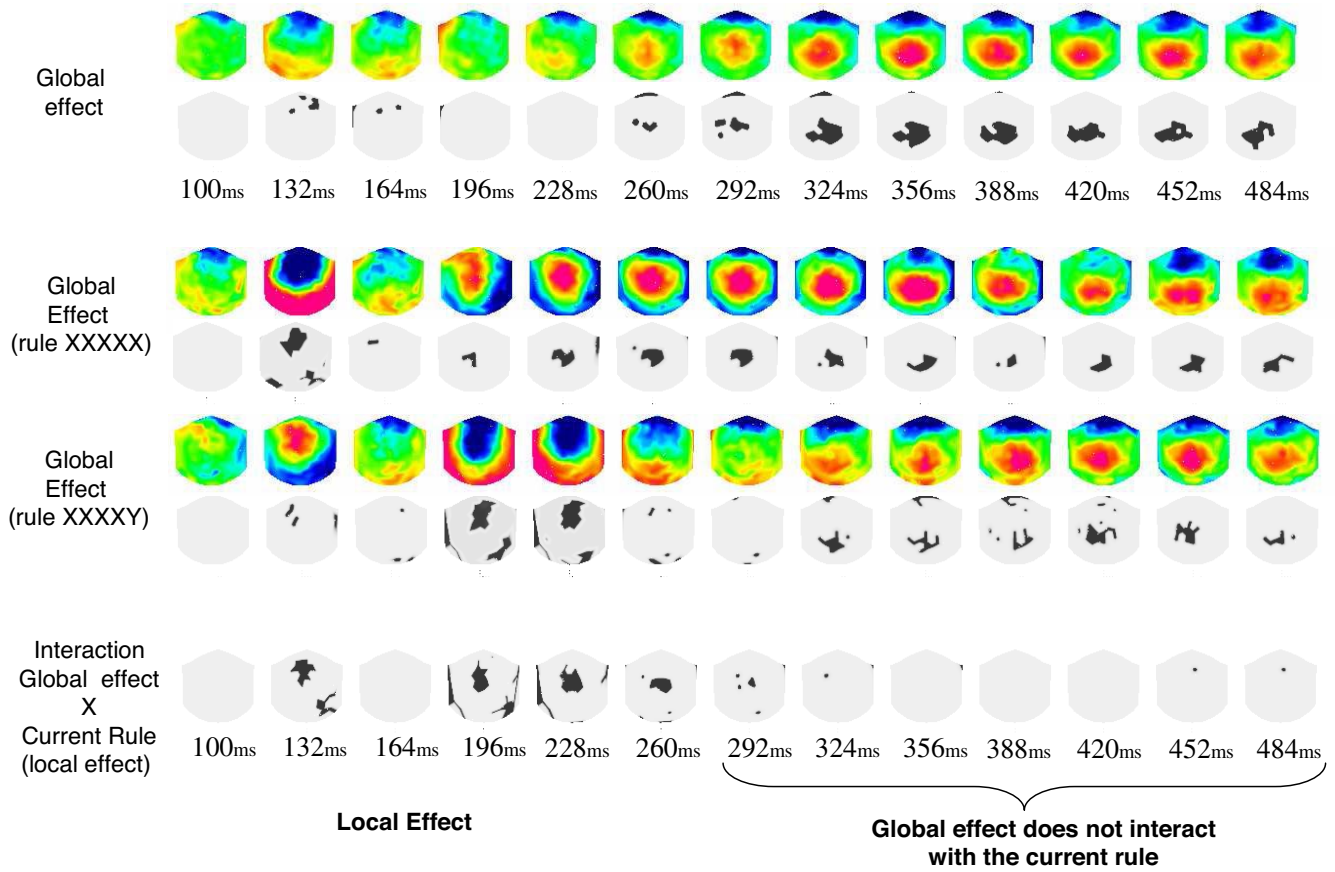 Global
effect
100ms 132ms 164ms 196ms 228ms 260ms 292ms 324ms 356ms 388ms 420ms 452ms 484ms
Global
Effect
(rule XXXXX)
Global
Effect
(rule XXXXY)
Interaction
Global effect
X
Current Rule
(local effect)
100ms 132ms 164ms 196ms 228ms 260ms 292ms 324ms 356ms 388ms 420ms 452ms 484ms
Local Effect
Global effect does not interact
with the current rule